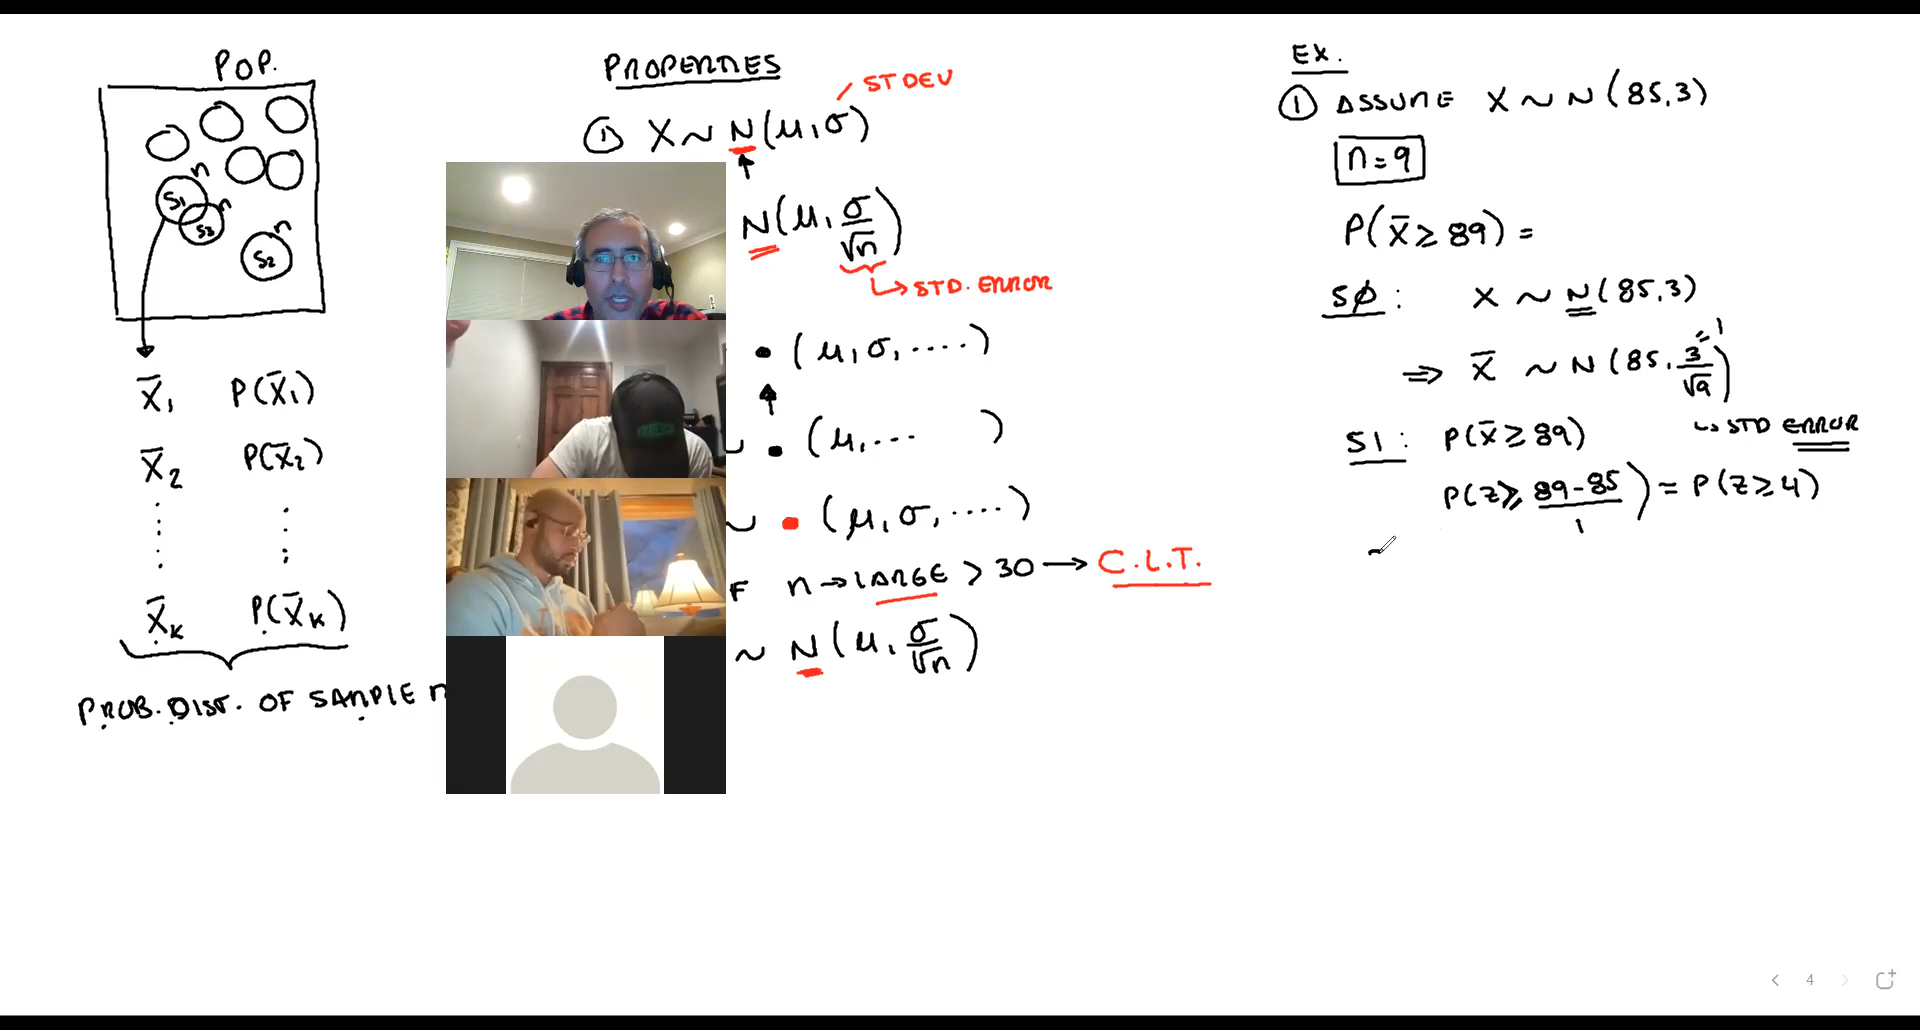 POP.
n
S1
n
S3
n
S2
X̄1 P(X̄1)
X̄2 P(X̄2)
X̄K P(X̄K)
PROB. DIST. OF SAMPLE
PROPERTIES
STDEV
① X ~ N(μ, σ)
N(μ, σ/√n)
↳ STD. ERROR
• (μ, σ, ....)
• (μ, ... )
~ • (μ, σ, ....)
F n → LARGE > 30 → C.L.T.
~ N(μ, σ/√n)
EX.
① ASSUME X ~ N(85, 3)
n = 9
P(X̄ ≥ 89) =
SØ: X ~ N(85, 3)
⇒ X̄ ~ N(85, 3/√9) = 1
↳ STD ERROR
S1: P(X̄ ≥ 89)
P(Z ≥ 89-85/1) = P(Z ≥ 4)
4